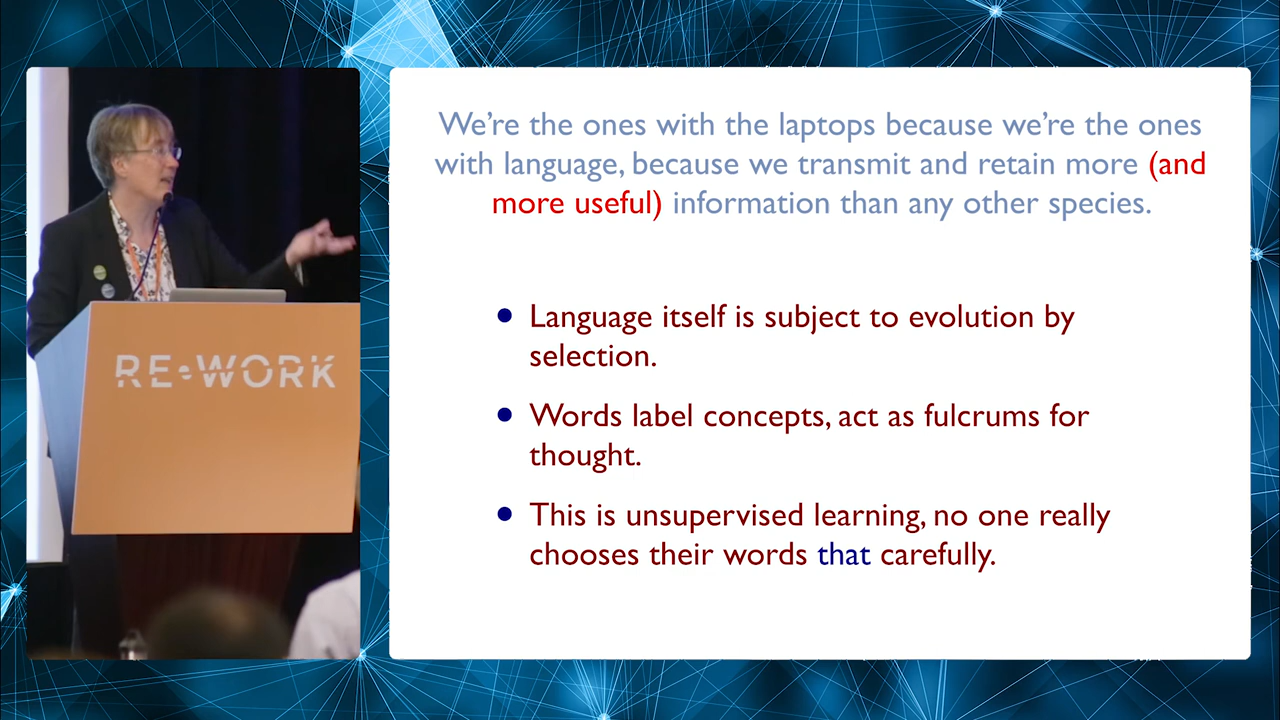 RE•WORK
We're the ones with the laptops because we're the ones
with language, because we transmit and retain more (and
more useful) information than any other species.
Language itself is subject to evolution by
selection.
Words label concepts, act as fulcrums for
thought.
This is unsupervised learning, no one really
chooses their words that carefully.